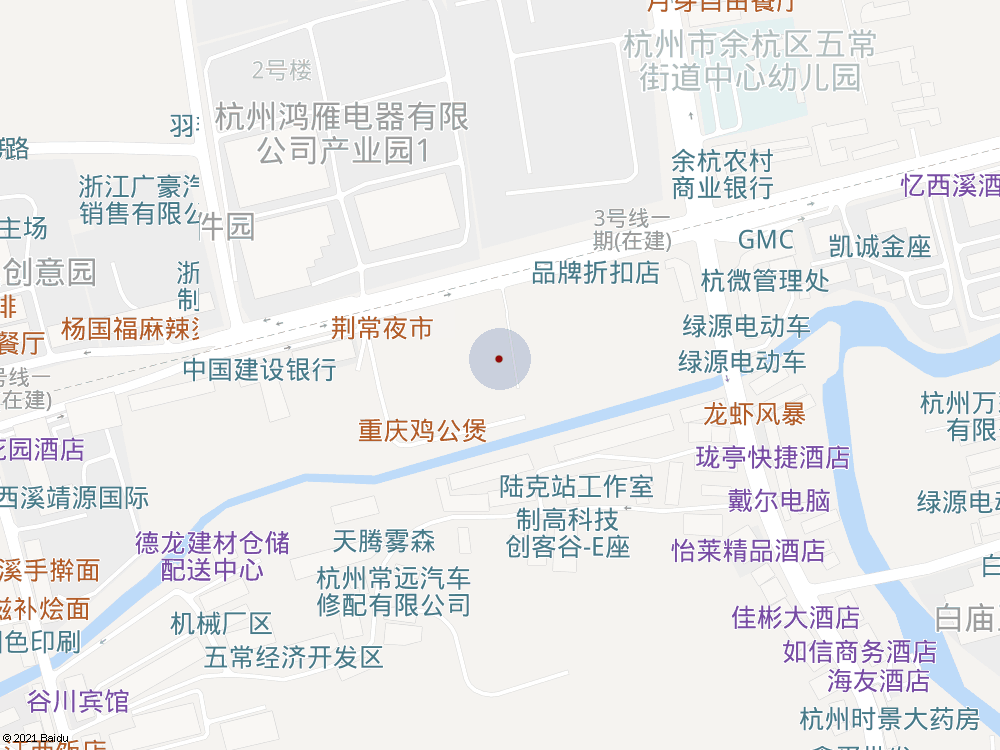 月芽自由餐厅
杭州市余杭区五常
街道中心幼儿园
2号楼
杭州鸿雁电器有限
公司产业园1
羽
路
余杭农村
商业银行
浙江广豪汽
销售有限公
忆西溪酒
主场
牛园
3号线一
期(在建)
GMC
凯诚金座
创意园
浙
制
品牌折扣店
杭微管理处
排
餐厅
杨国福麻辣
荆常夜市
绿源电动车
中国建设银行
绿源电动车
号线一
在建)
杭州万
有限
龙虾风暴
重庆鸡公煲
花园酒店
珑亭快捷酒店
西溪靖源国际
陆克站工作室
戴尔电脑
绿源电动
制高科技
创客谷-E座
德龙建材仓储
配送中心
天腾雾森
怡莱精品酒店
溪手擀面
杭州常远汽车
修配有限公司
白
滋补烩面
机械厂区
佳彬大酒店
白庙
色印刷
五常经济开发区
如信商务酒店
海友酒店
谷川宾馆
杭州时景大药房
江西饭店
© 2021 Baidu